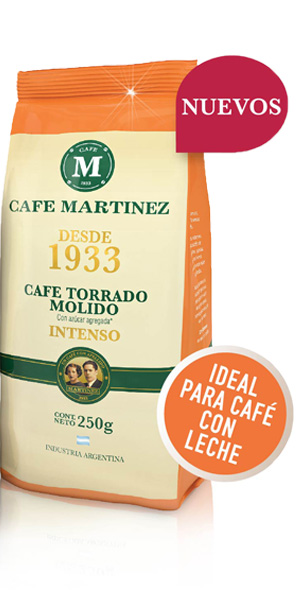 NUEVOS
CAFE
M
1933
CAFE MARTINEZ
DESDE
1933
CAFE TORRADO
MOLIDO
Con azúcar agregada*
INTENSO
MARTINEZ
CONT.
NETO 250g
INDUSTRIA ARGENTINA
IDEAL
PARA CAFÉ
CON
LECHE